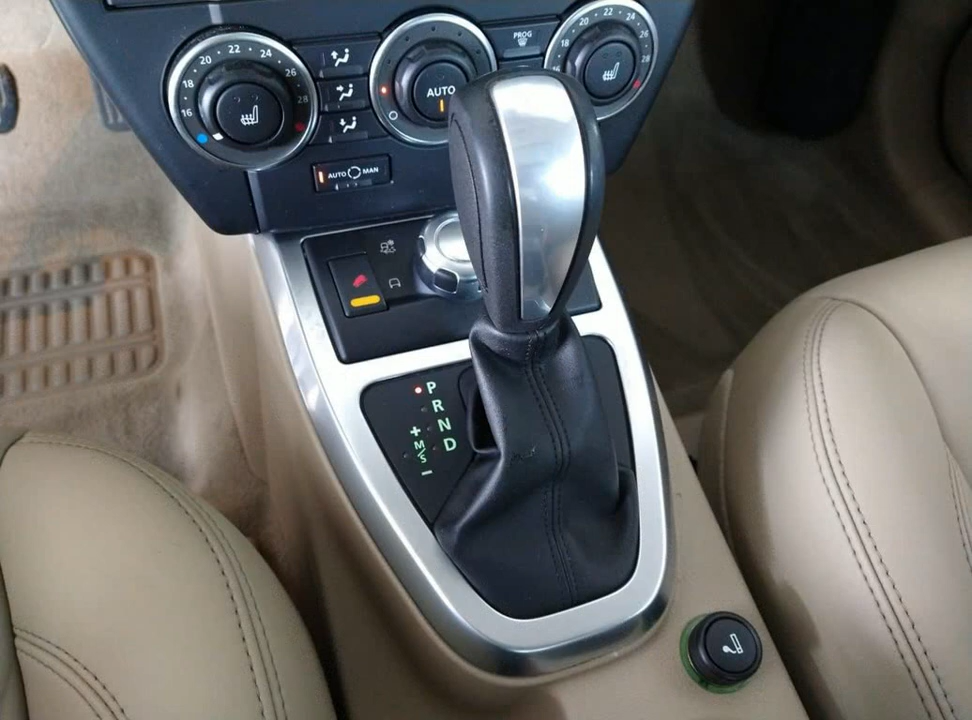 16 18 20 22 24 26 28
AUTO
PROG
16 18 20 22 24 26 28
AUTO MAN
P
R
N
D
+
M/S
−